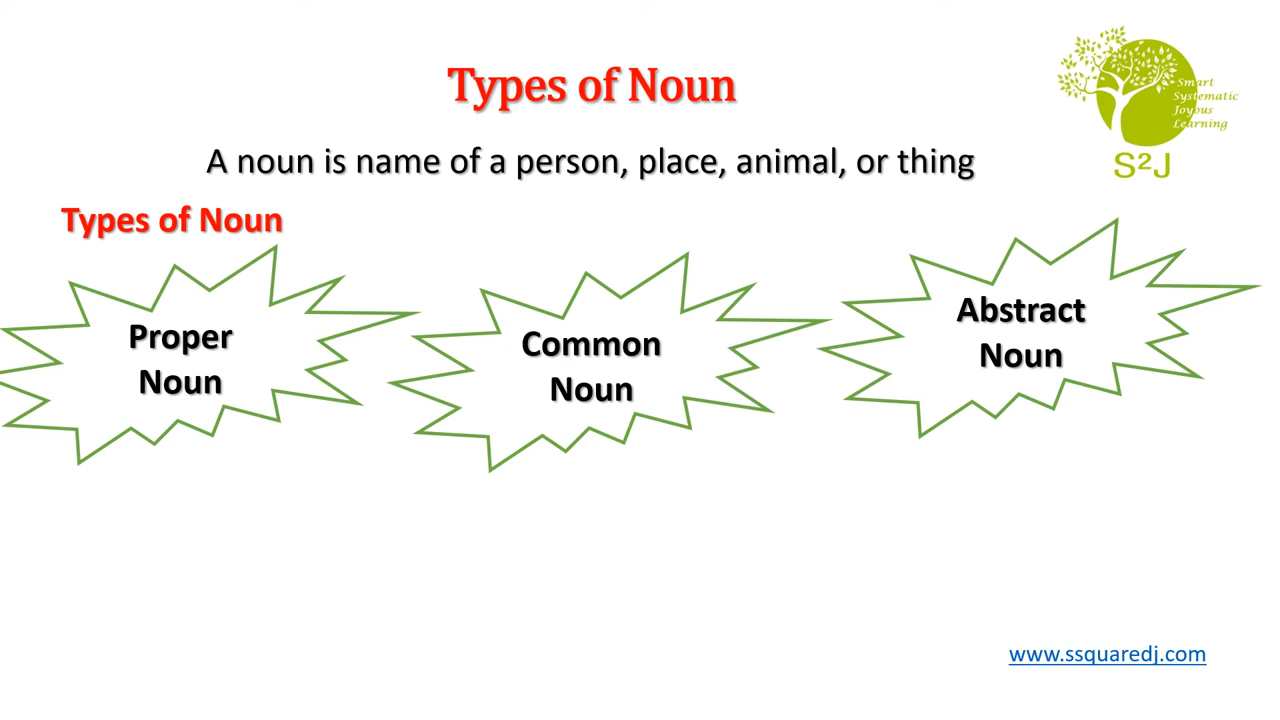 Types of Noun
Smart
Systematic
Joyous
Learning
S²J
A noun is name of a person, place, animal, or thing
Types of Noun
Proper
Noun
Common
Noun
Abstract
Noun
www.ssquaredj.com